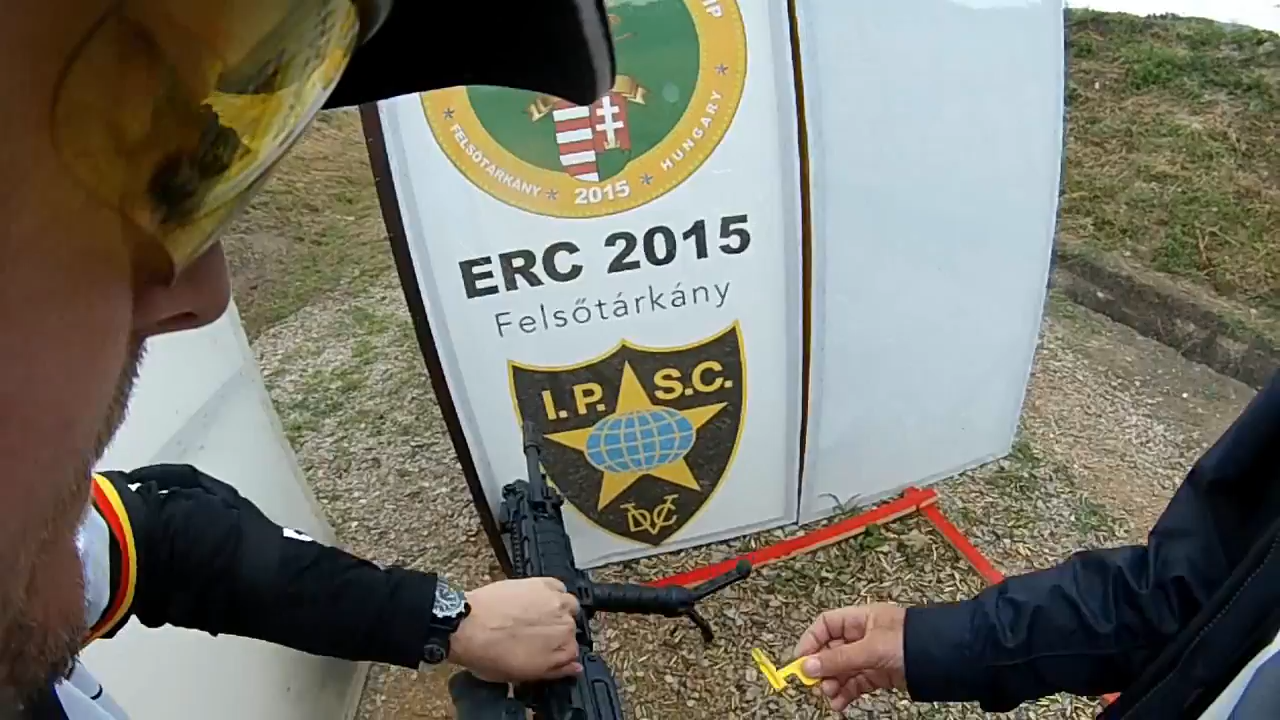 FELSŐTÁRKÁNY * 2015 * HUNGARY *
ERC 2015
Felsőtárkány
I.P.S.C.
DVC